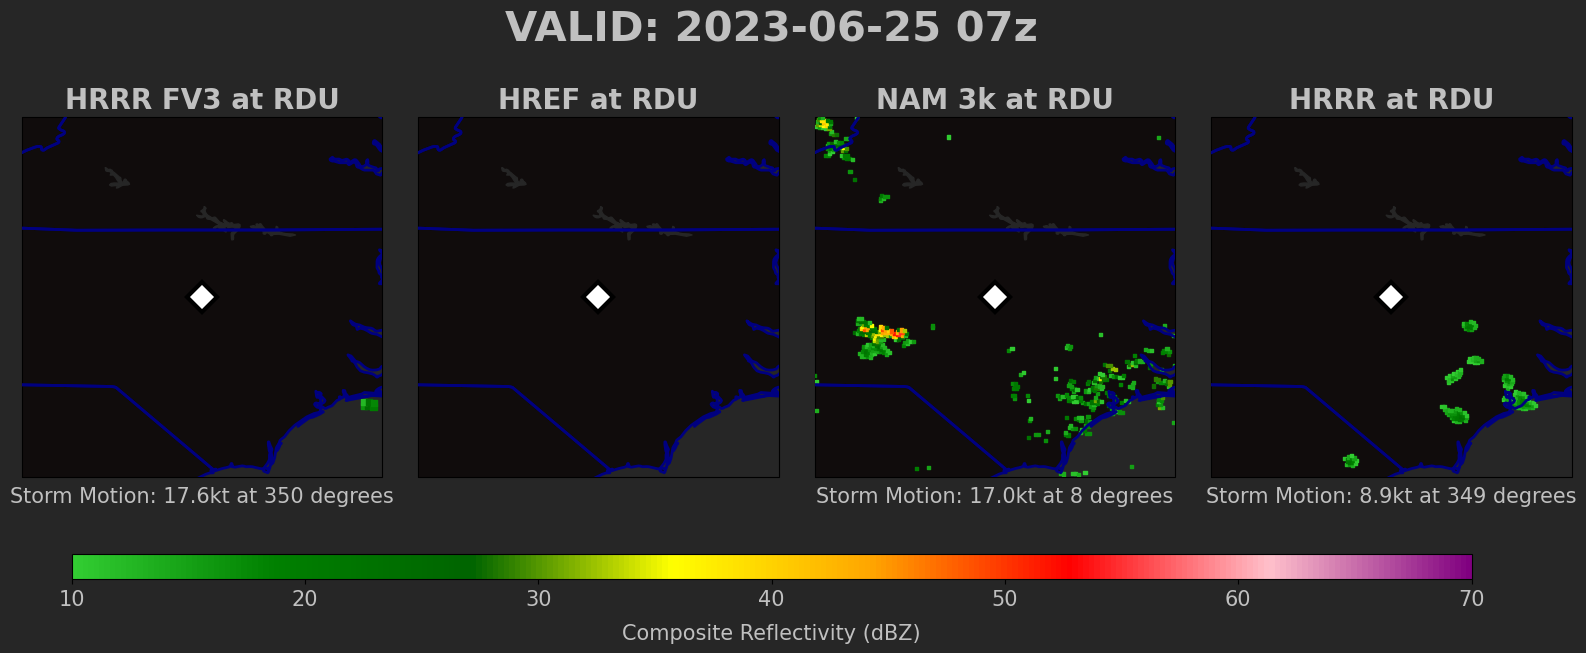 VALID: 2023-06-25 07z
HRRR FV3 at RDU
HREF at RDU
NAM 3k at RDU
HRRR at RDU
Storm Motion: 17.6kt at 350 degrees
Storm Motion: 17.0kt at 8 degrees
Storm Motion: 8.9kt at 349 degrees
10 20 30 40 50 60 70
Composite Reflectivity (dBZ)